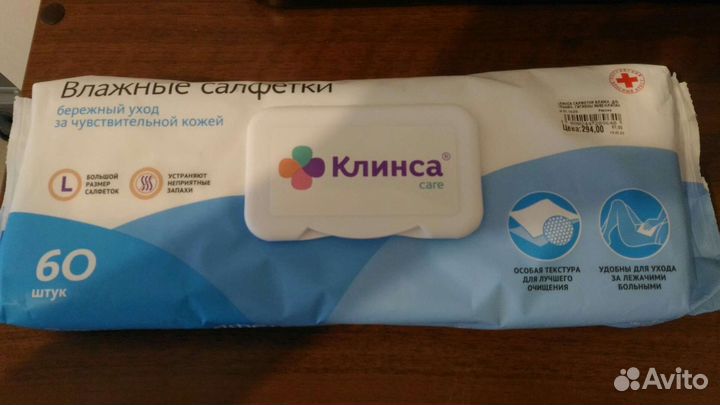 Влажные салфетки
бережный уход
за чувствительной кожей
L
БОЛЬШОЙ
РАЗМЕР
САЛФЕТОК
УСТРАНЯЮТ
НЕПРИЯТНЫЕ
ЗАПАХИ
Клинса®
care
Цена: 294,00
60
штук
ОСОБАЯ ТЕКСТУРА
ДЛЯ ЛУЧШЕГО
ОЧИЩЕНИЯ
УДОБНЫ ДЛЯ УХОДА
ЗА ЛЕЖАЧИМИ
БОЛЬНЫМИ
Avito